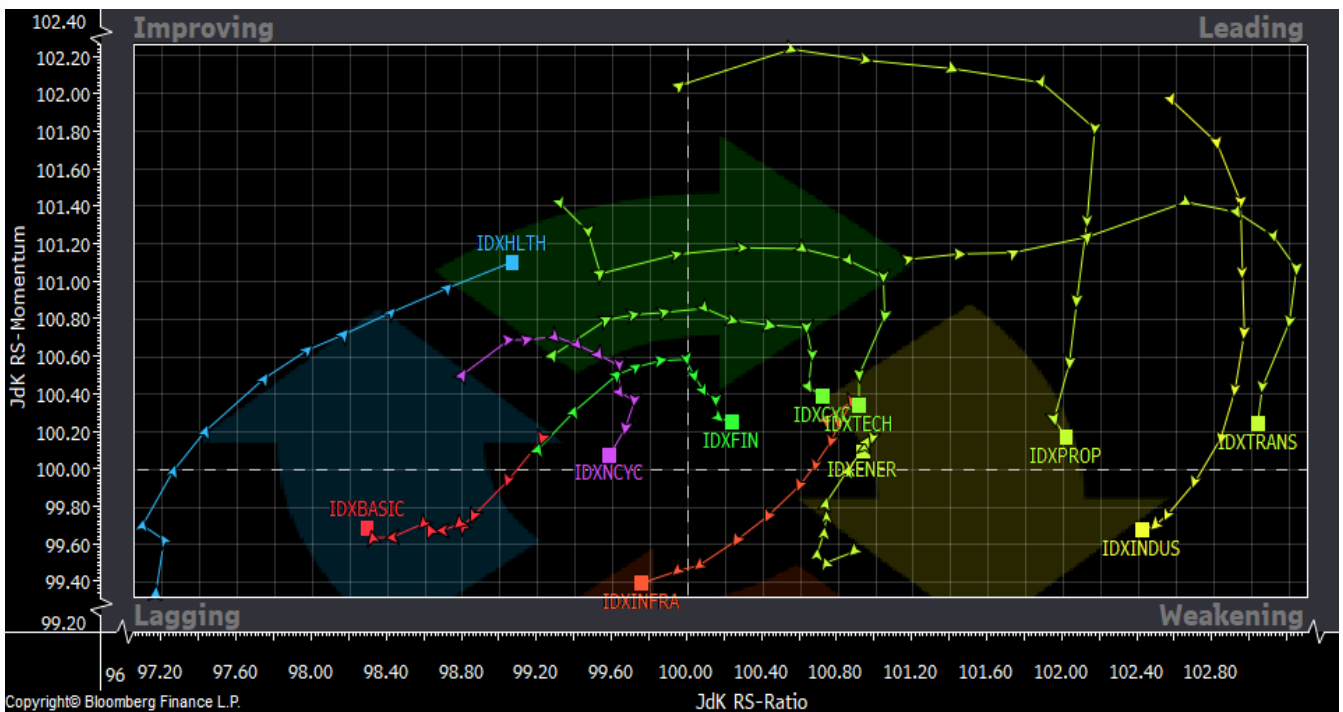 102.40
Improving
Leading
102.20
102.00
101.80
101.60
101.40
101.20
IDXHLTH
101.00
100.80
100.60
100.40
IDXCYC
IDXTECH
100.20
IDXFIN
IDXPROP
IDXTRANS
100.00
IDXNCYC
IDXENER
99.80
IDXBASIC
99.60
IDXINDUS
99.40
IDXINFRA
99.20
Lagging
Weakening
JdK RS-Momentum
96
97.20
97.60
98.00
98.40
98.80
99.20
99.60
100.00
100.40
100.80
101.20
101.60
102.00
102.40
102.80
Copyright© Bloomberg Finance L.P.
JdK RS-Ratio